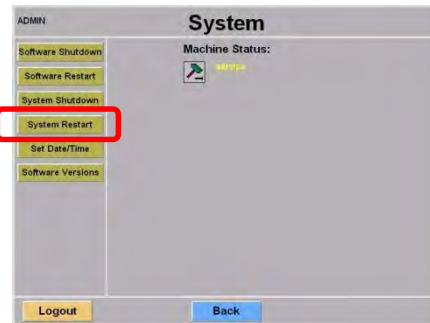 ADMIN
System
Software Shutdown
Software Restart
System Shutdown
System Restart
Set Date/Time
Software Versions
Machine Status:
Logout
Back